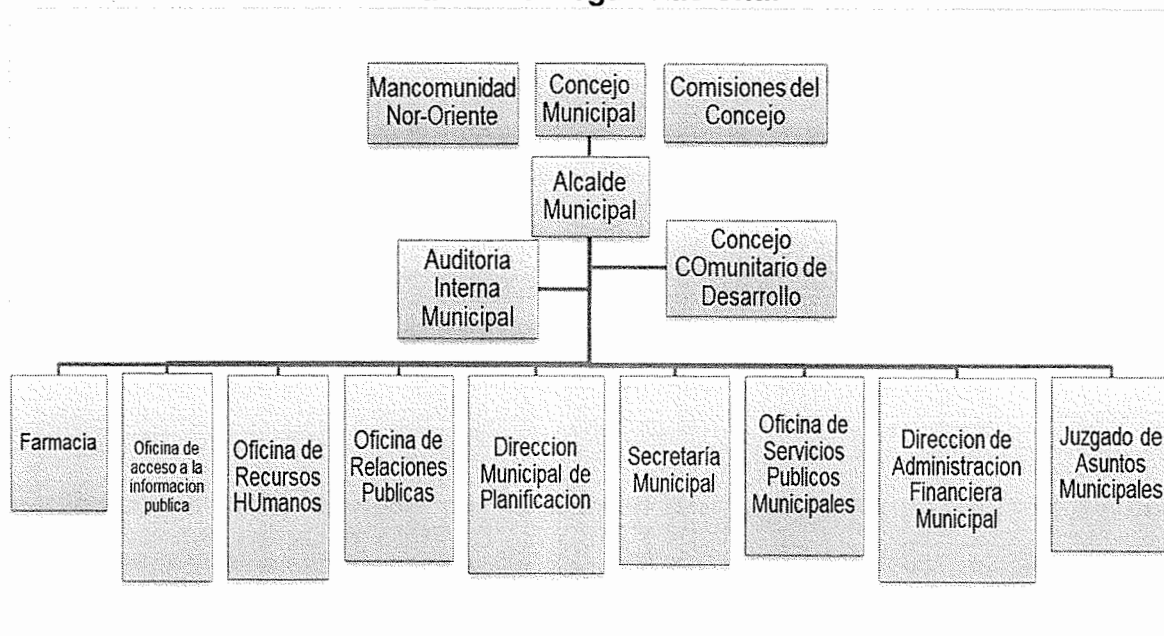 Mancomunidad
Nor-Oriente
Concejo
Municipal
Comisiones del
Concejo
Alcalde
Municipal
Auditoria
Interna
Municipal
Concejo
COmunitario de
Desarrollo
Farmacia
Oficina de
acceso a la
informacion
publica
Oficina de
Recursos
HUmanos
Oficina de
Relaciones
Publicas
Direccion
Municipal de
Planificacion
Secretaría
Municipal
Oficina de
Servicios
Publicos
Municipales
Direccion de
Administracion
Financiera
Municipal
Juzgado de
Asuntos
Municipales